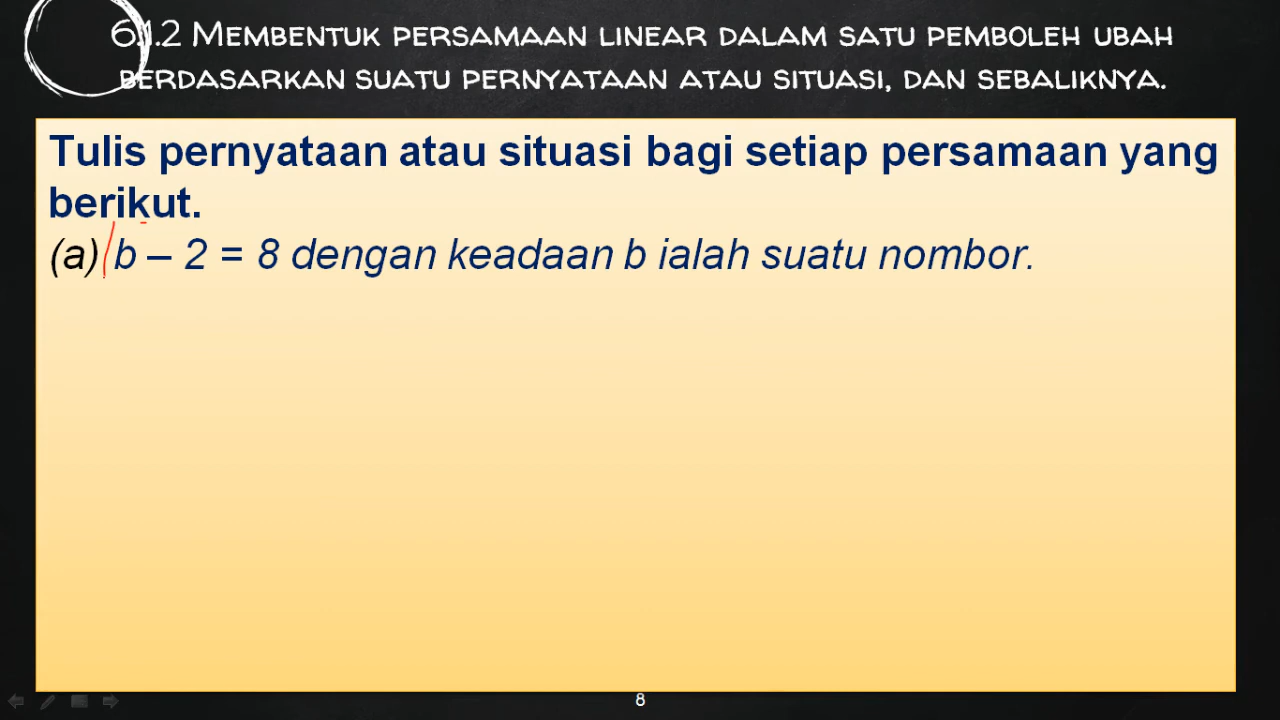 6.1.2 MEMBENTUK PERSAMAAN LINEAR DALAM SATU PEMBOLEH UBAH
BERDASARKAN SUATU PERNYATAAN ATAU SITUASI, DAN SEBALIKNYA.
Tulis pernyataan atau situasi bagi setiap persamaan yang
berikut.
(a) b – 2 = 8 dengan keadaan b ialah suatu nombor.
8